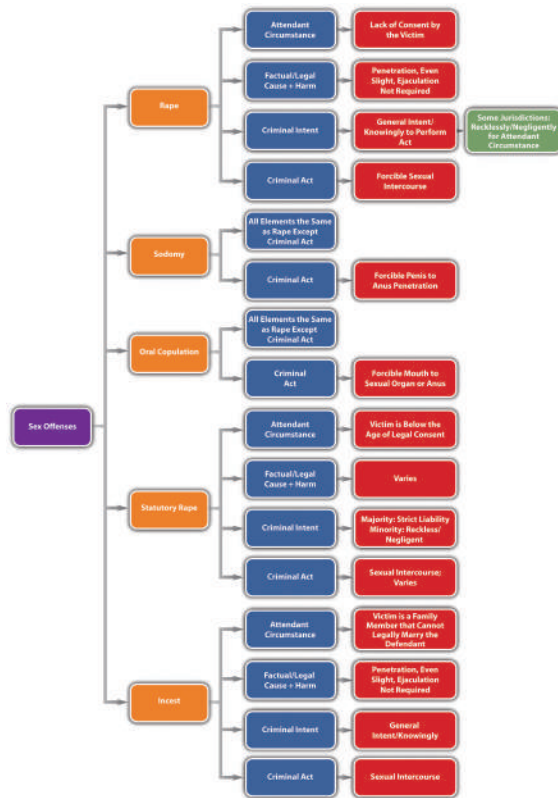 Attendant
Circumstance
Lack of Consent by
the Victim
Factual/Legal
Cause + Harm
Penetration, Even
Slight, Ejaculation
Not Required
Rape
Criminal Intent
General Intent/
Knowingly to Perform
Act
Some Jurisdictions:
Recklessly/Negligently
for Attendant
Circumstance
Criminal Act
Forcible Sexual
Intercourse
All Elements the Same
as Rape Except
Criminal Act
Sodomy
Criminal Act
Forcible Penis to
Anus Penetration
All Elements the Same
as Rape Except
Criminal Act
Oral Copulation
Criminal
Act
Forcible Mouth to
Sexual Organ or Anus
Sex Offenses
Attendant
Circumstance
Victim is Below the
Age of Legal Consent
Factual/Legal
Cause + Harm
Varies
Statutory Rape
Criminal Intent
Majority: Strict Liability
Minority: Reckless/
Negligent
Criminal Act
Sexual Intercourse;
Varies
Attendant
Circumstance
Victim is a Family
Member that Cannot
Legally Marry the
Defendant
Factual/Legal
Cause + Harm
Penetration, Even
Slight, Ejaculation
Not Required
Incest
Criminal Intent
General
Intent/Knowingly
Criminal Act
Sexual Intercourse